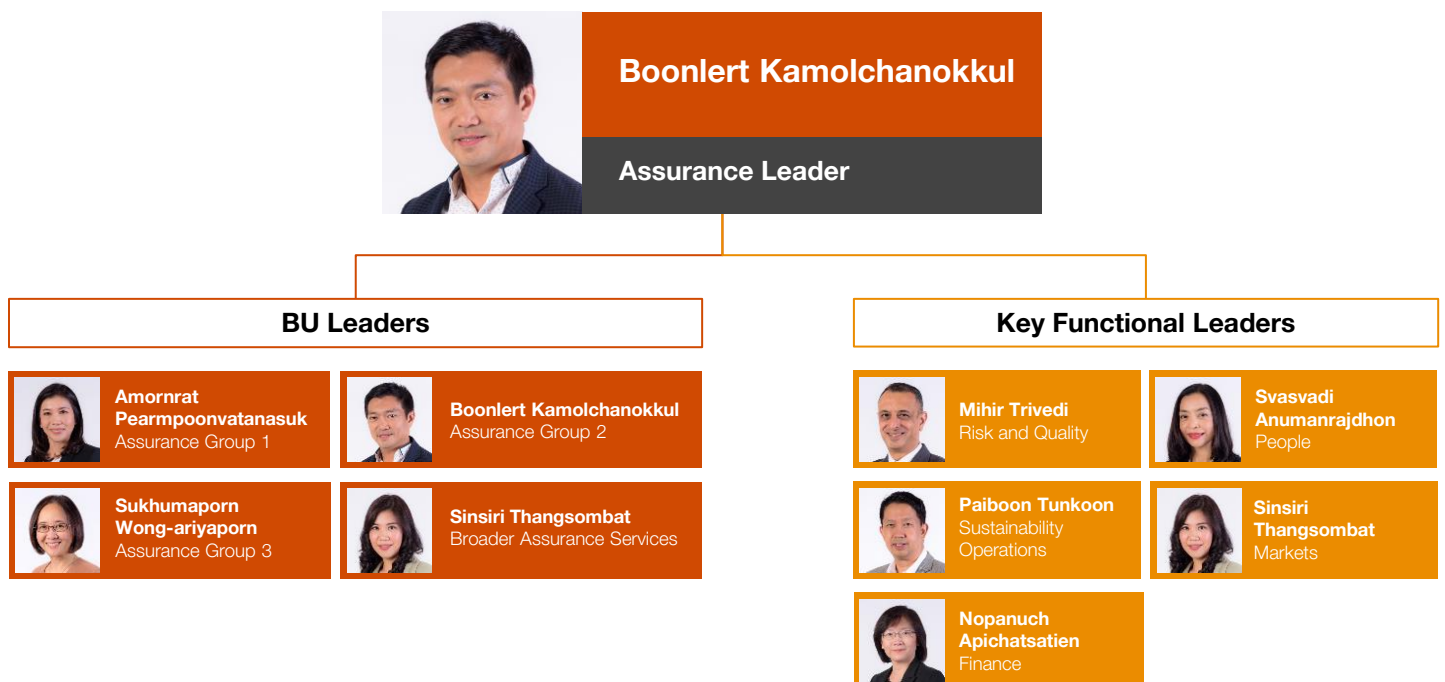 Boonlert Kamolchanokkul
Assurance Leader
BU Leaders
Amornrat
Pearmpoonvatanasuk
Assurance Group 1
Boonlert Kamolchanokkul
Assurance Group 2
Sukhumaporn
Wong-ariyaporn
Assurance Group 3
Sinsiri Thangsombat
Broader Assurance Services
Key Functional Leaders
Mihir Trivedi
Risk and Quality
Svasvadi
Anumanrajdhon
People
Paiboon Tunkoon
Sustainability
Operations
Sinsiri
Thangsombat
Markets
Nopanuch
Apichatsatien
Finance